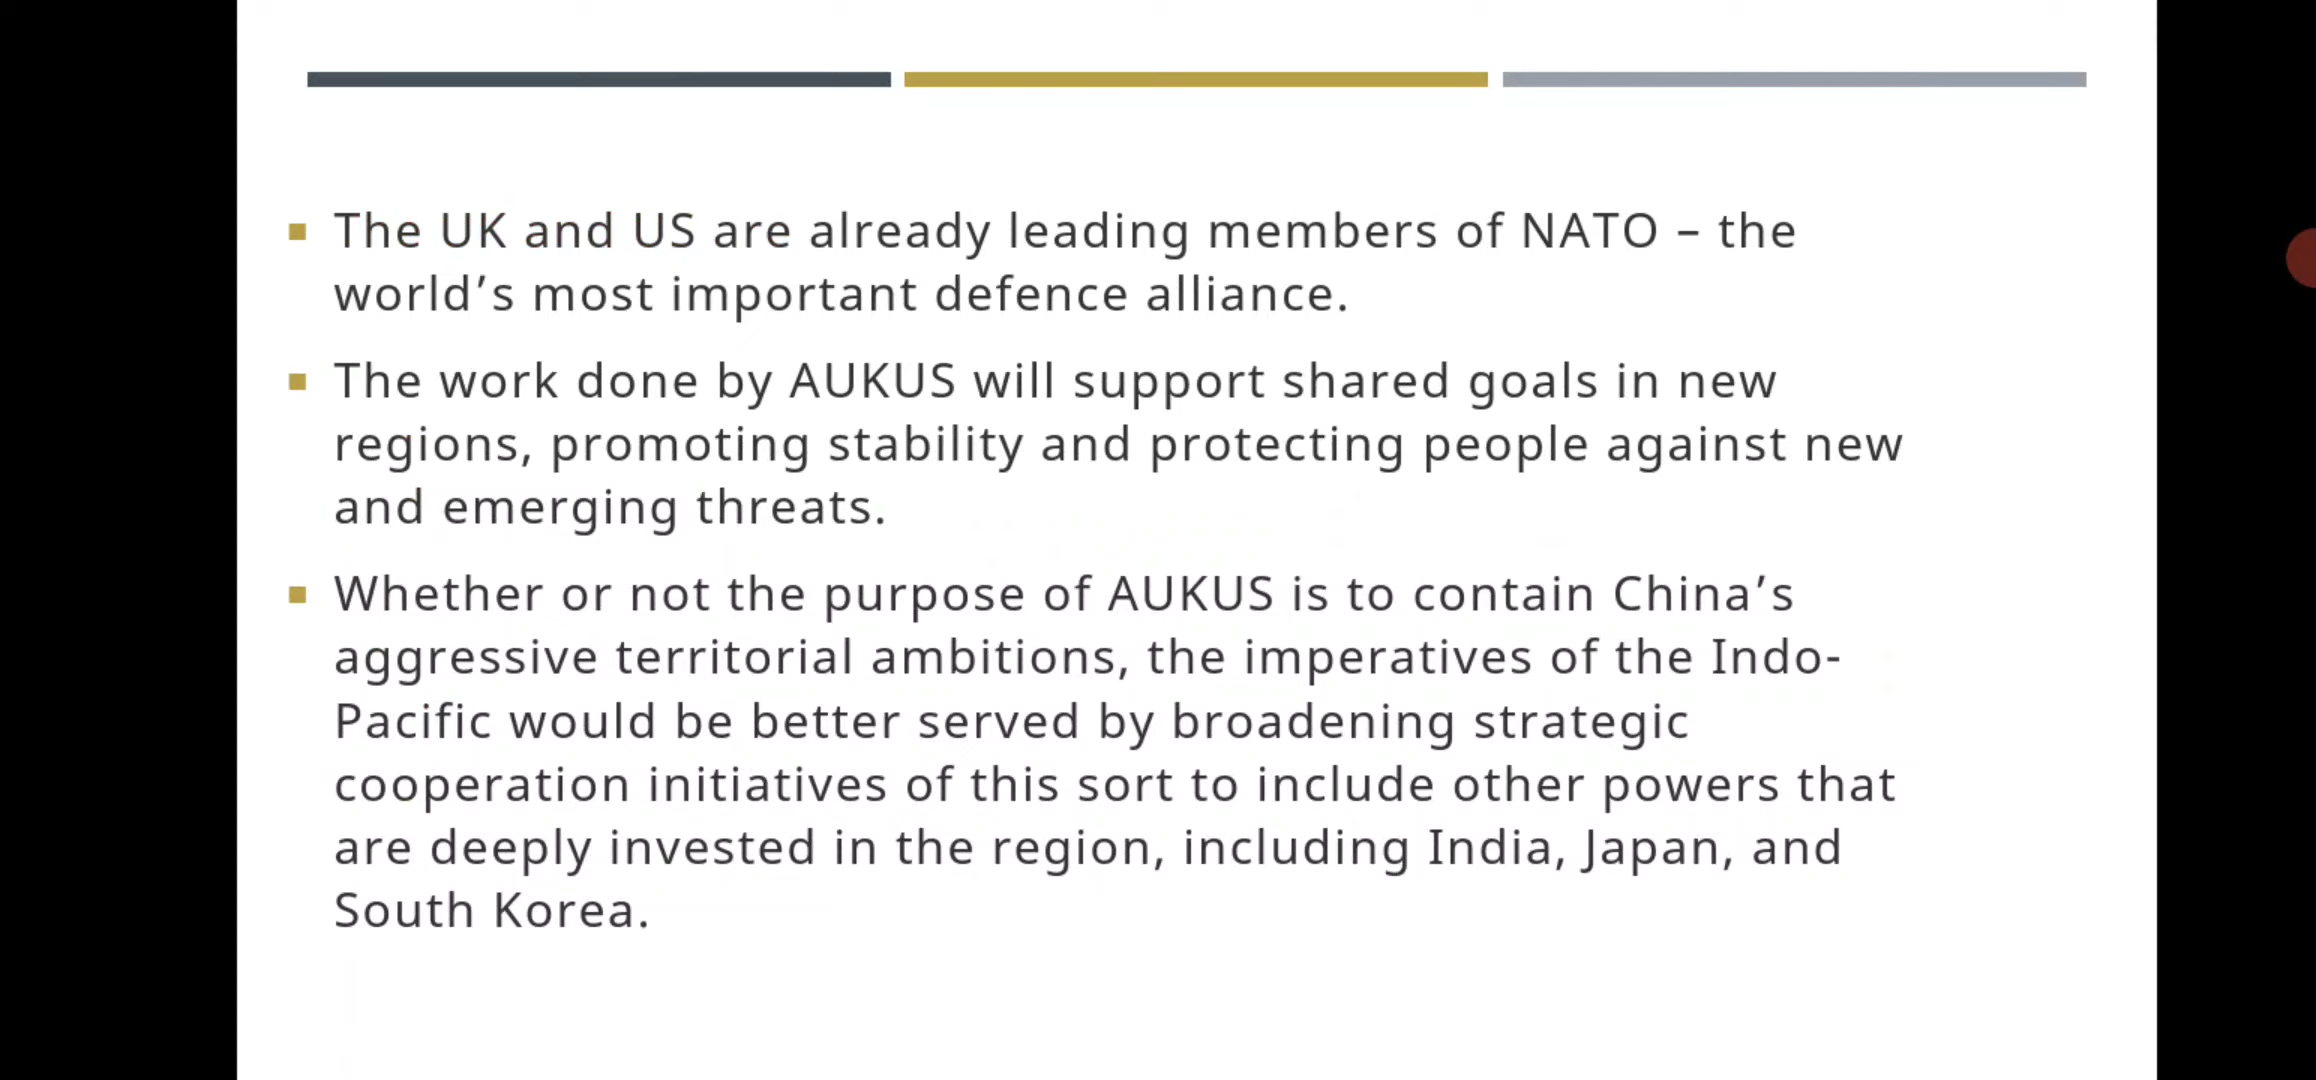 The UK and US are already leading members of NATO – the
world’s most important defence alliance.
The work done by AUKUS will support shared goals in new
regions, promoting stability and protecting people against new
and emerging threats.
Whether or not the purpose of AUKUS is to contain China’s
aggressive territorial ambitions, the imperatives of the Indo-
Pacific would be better served by broadening strategic
cooperation initiatives of this sort to include other powers that
are deeply invested in the region, including India, Japan, and
South Korea.